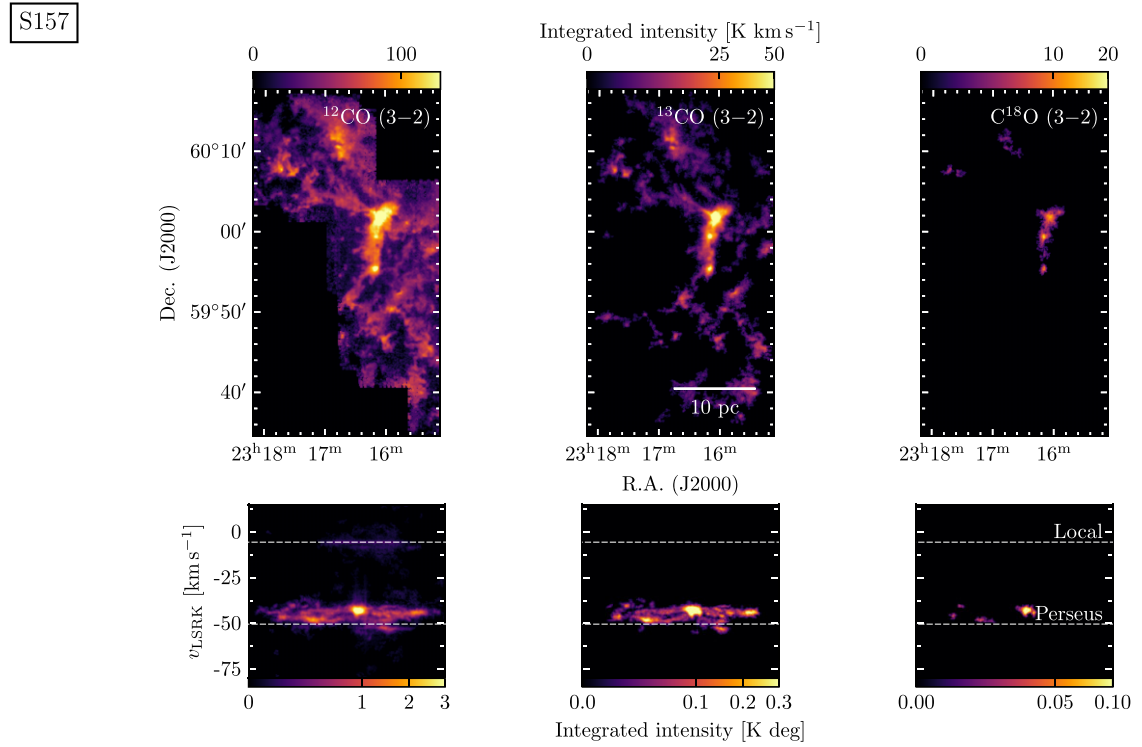 S157
Integrated intensity [K km s⁻¹]
0 100
0 25 50
0 10 20
¹²CO (3−2)
¹³CO (3−2)
C¹⁸O (3−2)
Dec. (J2000)
60°10′
00′
59°50′
40′
10 pc
23ʰ18ᵐ 17ᵐ 16ᵐ
23ʰ18ᵐ 17ᵐ 16ᵐ
23ʰ18ᵐ 17ᵐ 16ᵐ
R.A. (J2000)
v_LSRK [km s⁻¹]
0
-25
-50
-75
Local
Perseus
0 1 2 3
0.0 0.1 0.2 0.3
0.00 0.05 0.10
Integrated intensity [K deg]